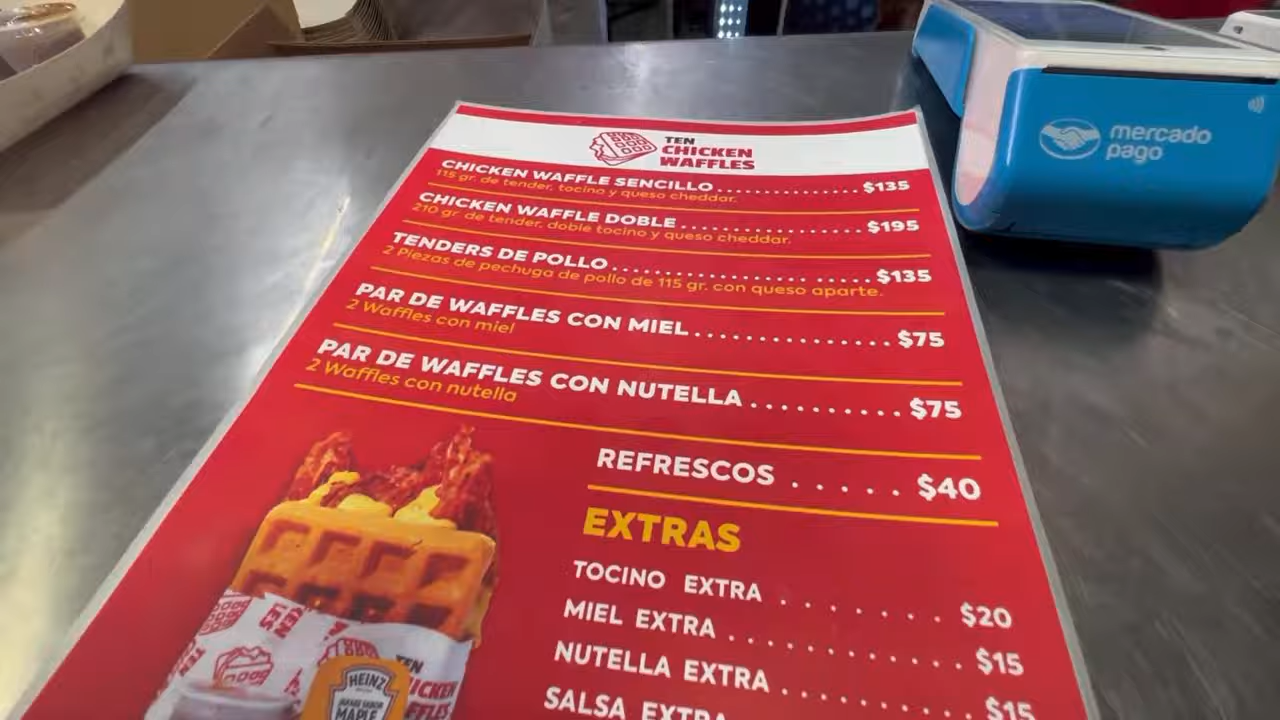 TEN
CHICKEN
WAFFLES
CHICKEN WAFFLE SENCILLO..............$135
115 gr. de tender, tocino y queso cheddar.
CHICKEN WAFFLE DOBLE..................$195
210 gr de tender, doble tocino y queso cheddar.
TENDERS DE POLLO........................$135
2 Piezas de pechuga de pollo de 115 gr. con queso aparte.
PAR DE WAFFLES CON MIEL................$75
2 Waffles con miel
PAR DE WAFFLES CON NUTELLA..........$75
2 Waffles con nutella
REFRESCOS.....$40
EXTRAS
TOCINO EXTRA.......$20
MIEL EXTRA............$15
NUTELLA EXTRA.........$15
SALSA EXTRA
HEINZ
MAPLE
TEN
mercado
pago